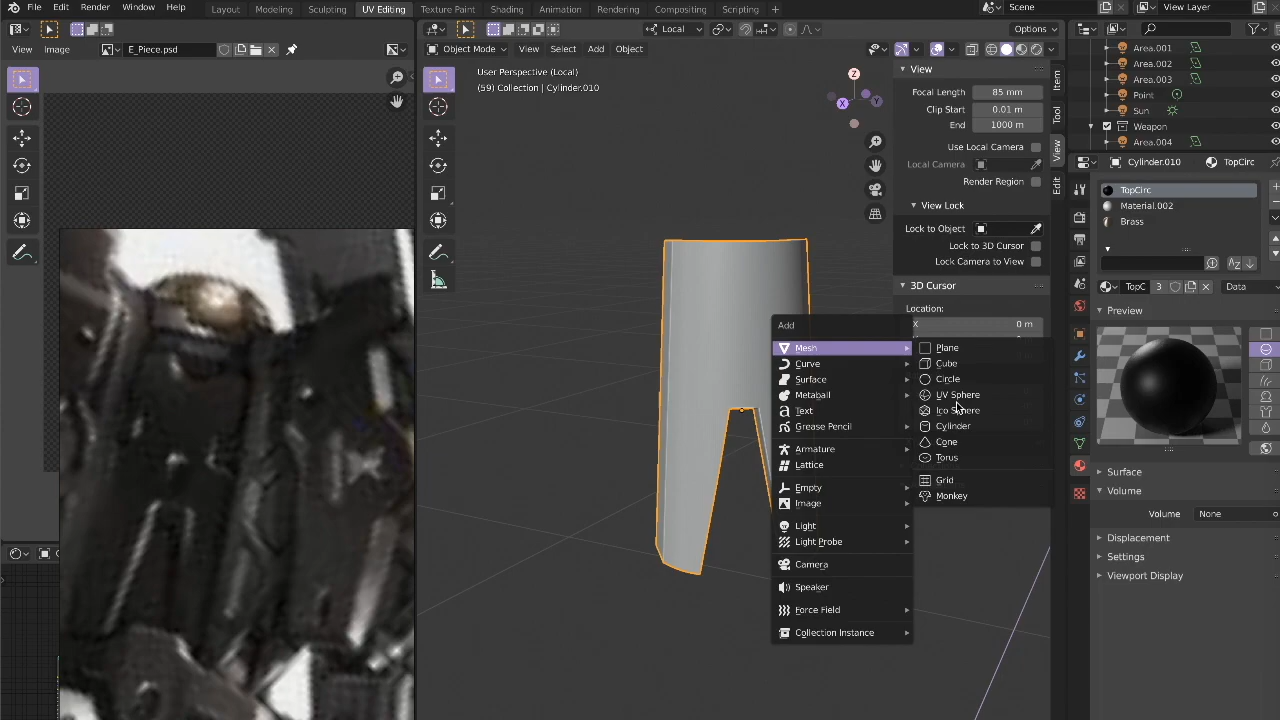 File Edit Render Window Help Layout Modeling Sculpting UV Editing Texture Paint Shading Animation Rendering Compositing Scripting Scene View Layer
Local Options
View Image E_Piece.psd Object Mode View Select Add Object
User Perspective (Local)
(59) Collection | Cylinder.010
Z
X
Y
View
Focal Length 85 mm
Clip Start 0.01 m
End 1000 m
Use Local Camera
Local Camera
Render Region
View Lock
Lock to Object
Lock to 3D Cursor
Lock Camera to View
3D Cursor
Location:
X 0 m
Item
Tool
View
Edit
Add
Mesh
Curve
Surface
Metaball
Text
Grease Pencil
Armature
Lattice
Empty
Image
Light
Light Probe
Camera
Speaker
Force Field
Collection Instance
Plane
Cube
Circle
UV Sphere
Ico Sphere
Cylinder
Cone
Torus
Grid
Monkey
Area.001
Area.002
Area.003
Point
Sun
Weapon
Area.004
Cylinder.010 TopCirc
TopCirc
Material.002
Brass
TopC 3 Data
Preview
Surface
Volume
Volume None
Displacement
Settings
Viewport Display